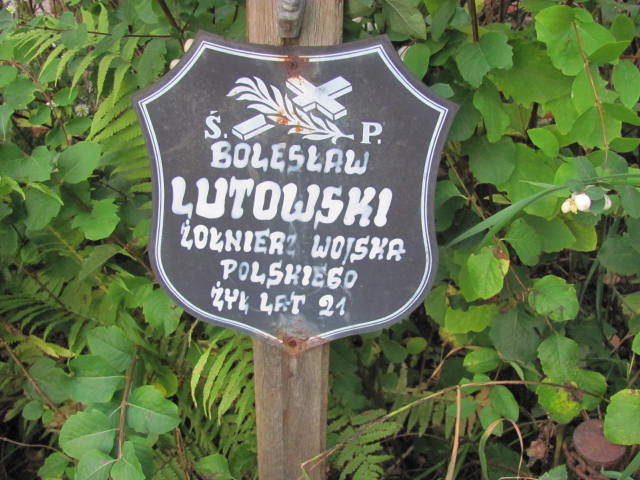 Ś. P.
BOLESŁAW
LUTOWSKI
ŻOŁNIERZ WOJSKA
POLSKIEGO
ŻYŁ LAT 21